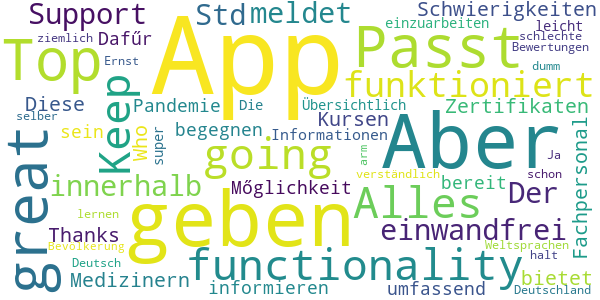 Support
Std
meldet
Schwierigkeiten
einzuarbeiten
leicht
ziemlich
Dafűr
App
Passt
schlechte
Bewertungen
Top
Ernst
dumm
Diese
Keep
Pandemie
Die
Übersichtlich
funktioniert
Zertifikaten
selber
sein
Who
super
begegnen
Informationen
Kursen
Aber
great
going
arm
Ja
innerhalb
Mőglichkeit
verständlich
bereit
schon
Fachpersonal
lernen
geben
Alles
Der
Thanks
einwandfrei
Bevölkerung
Weltsprachen
Deutsch
functionality
halt
Medizinern
informieren
umfassend
bietet
Deutschland